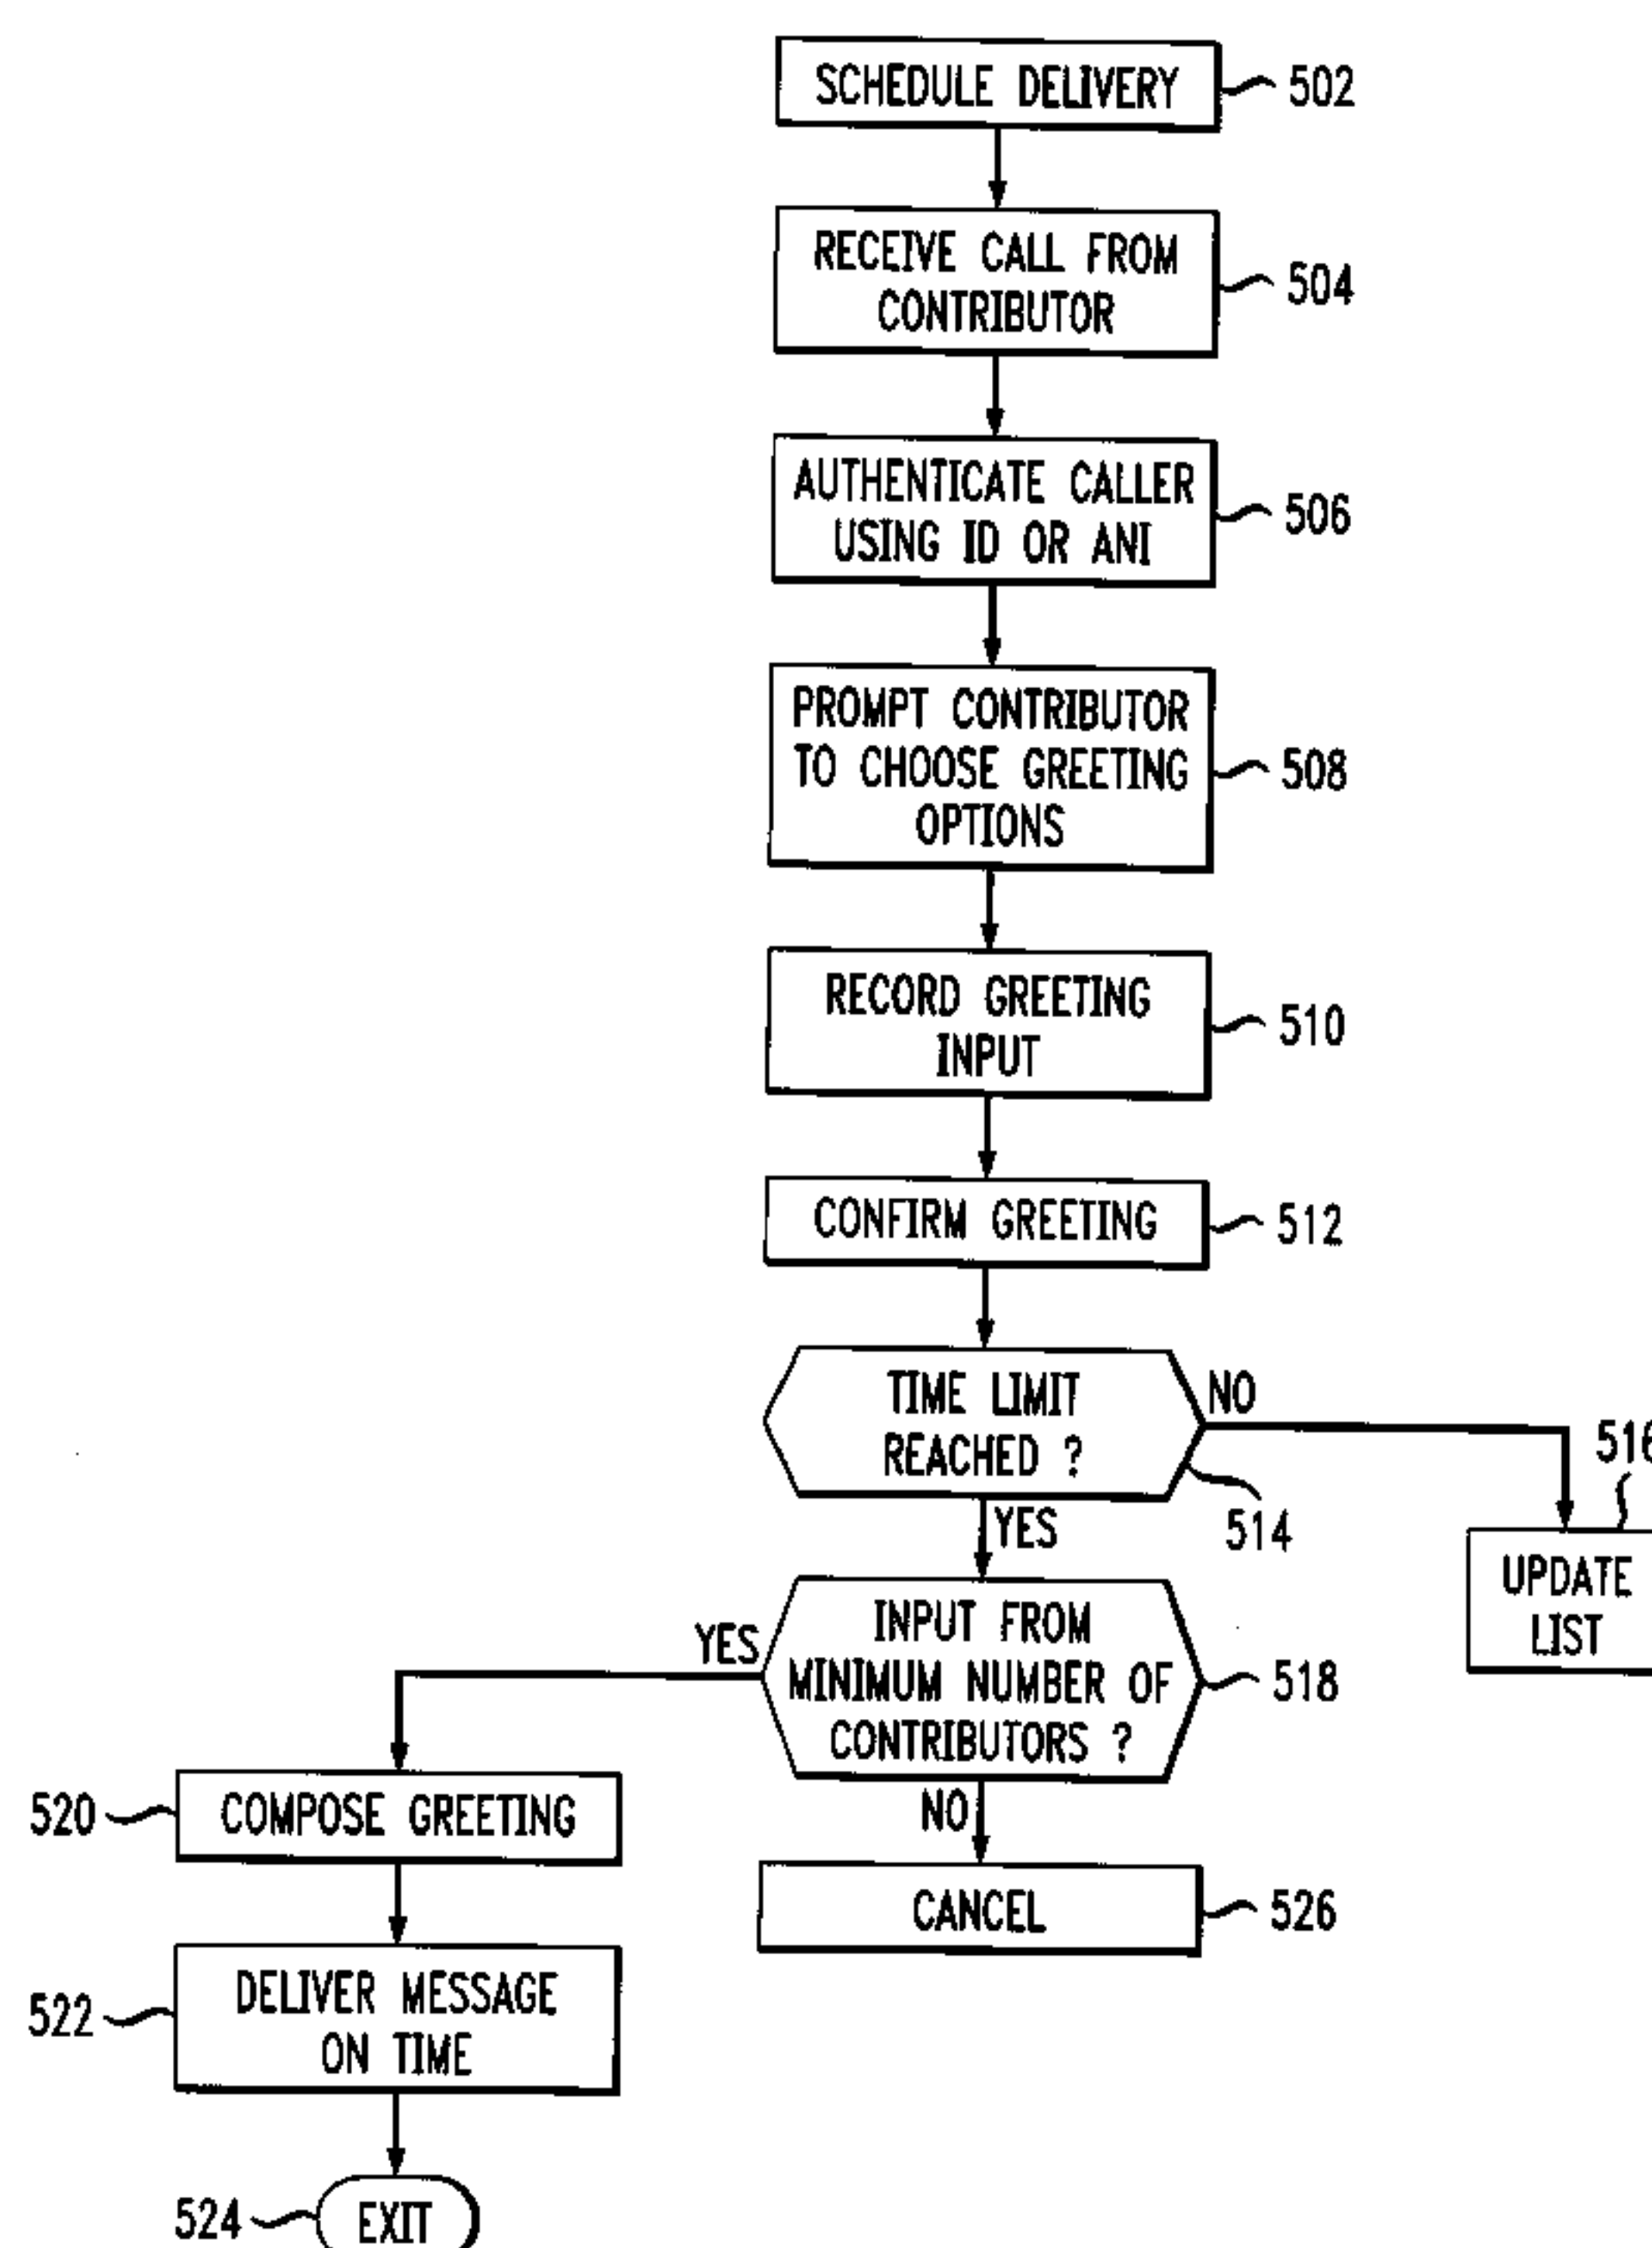 SCHEDULE DELIVERY
502
RECEIVE CALL FROM
CONTRIBUTOR
504
AUTHENTICATE CALLER
USING ID OR ANI
506
PROMPT CONTRIBUTOR
TO CHOOSE GREETING
OPTIONS
508
RECORD GREETING
INPUT
510
CONFIRM GREETING
512
TIME LIMIT
REACHED ?
NO
514
516
YES
UPDATE
LIST
INPUT FROM
MINIMUM NUMBER OF
CONTRIBUTORS ?
518
YES
NO
520
COMPOSE GREETING
CANCEL
526
522
DELIVER MESSAGE
ON TIME
524
EXIT